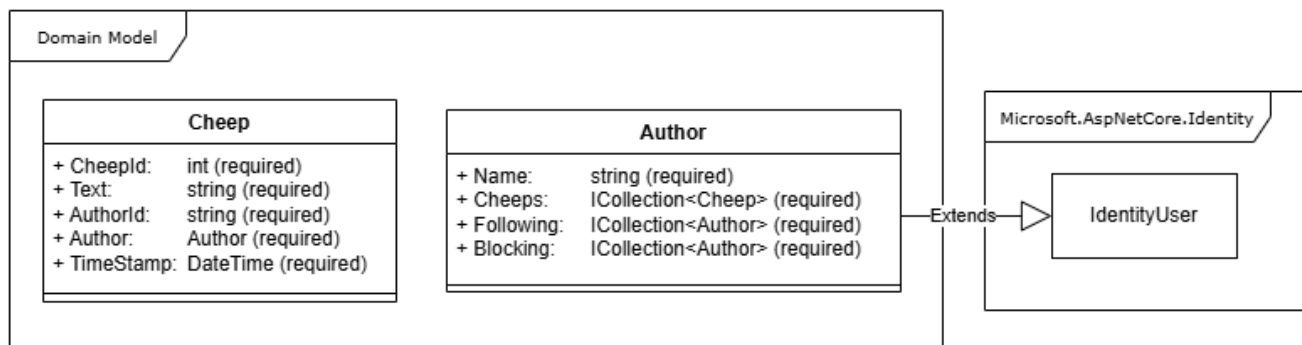 Domain Model
Cheep
+ CheepId: int (required)
+ Text: string (required)
+ AuthorId: string (required)
+ Author: Author (required)
+ TimeStamp: DateTime (required)
Author
+ Name: string (required)
+ Cheeps: ICollection<Cheep> (required)
+ Following: ICollection<Author> (required)
+ Blocking: ICollection<Author> (required)
Extends
Microsoft.AspNetCore.Identity
IdentityUser